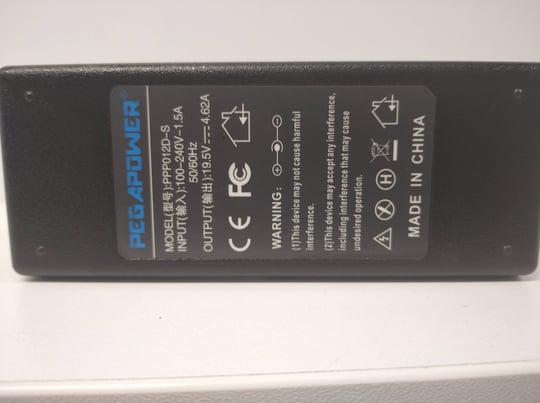 PEGAPOWER®
MODEL(型号):PPP012D-S
INPUT(输入):100-240V~1.5A
50/60Hz
OUTPUT(输出):19.5V⎓4.62A
CE FC
WARNING:
(1)This device may not cause harmful
interference.
(2)This device may accept any interference,
including interference that may cause
undesired operation.
H
MADE IN CHINA